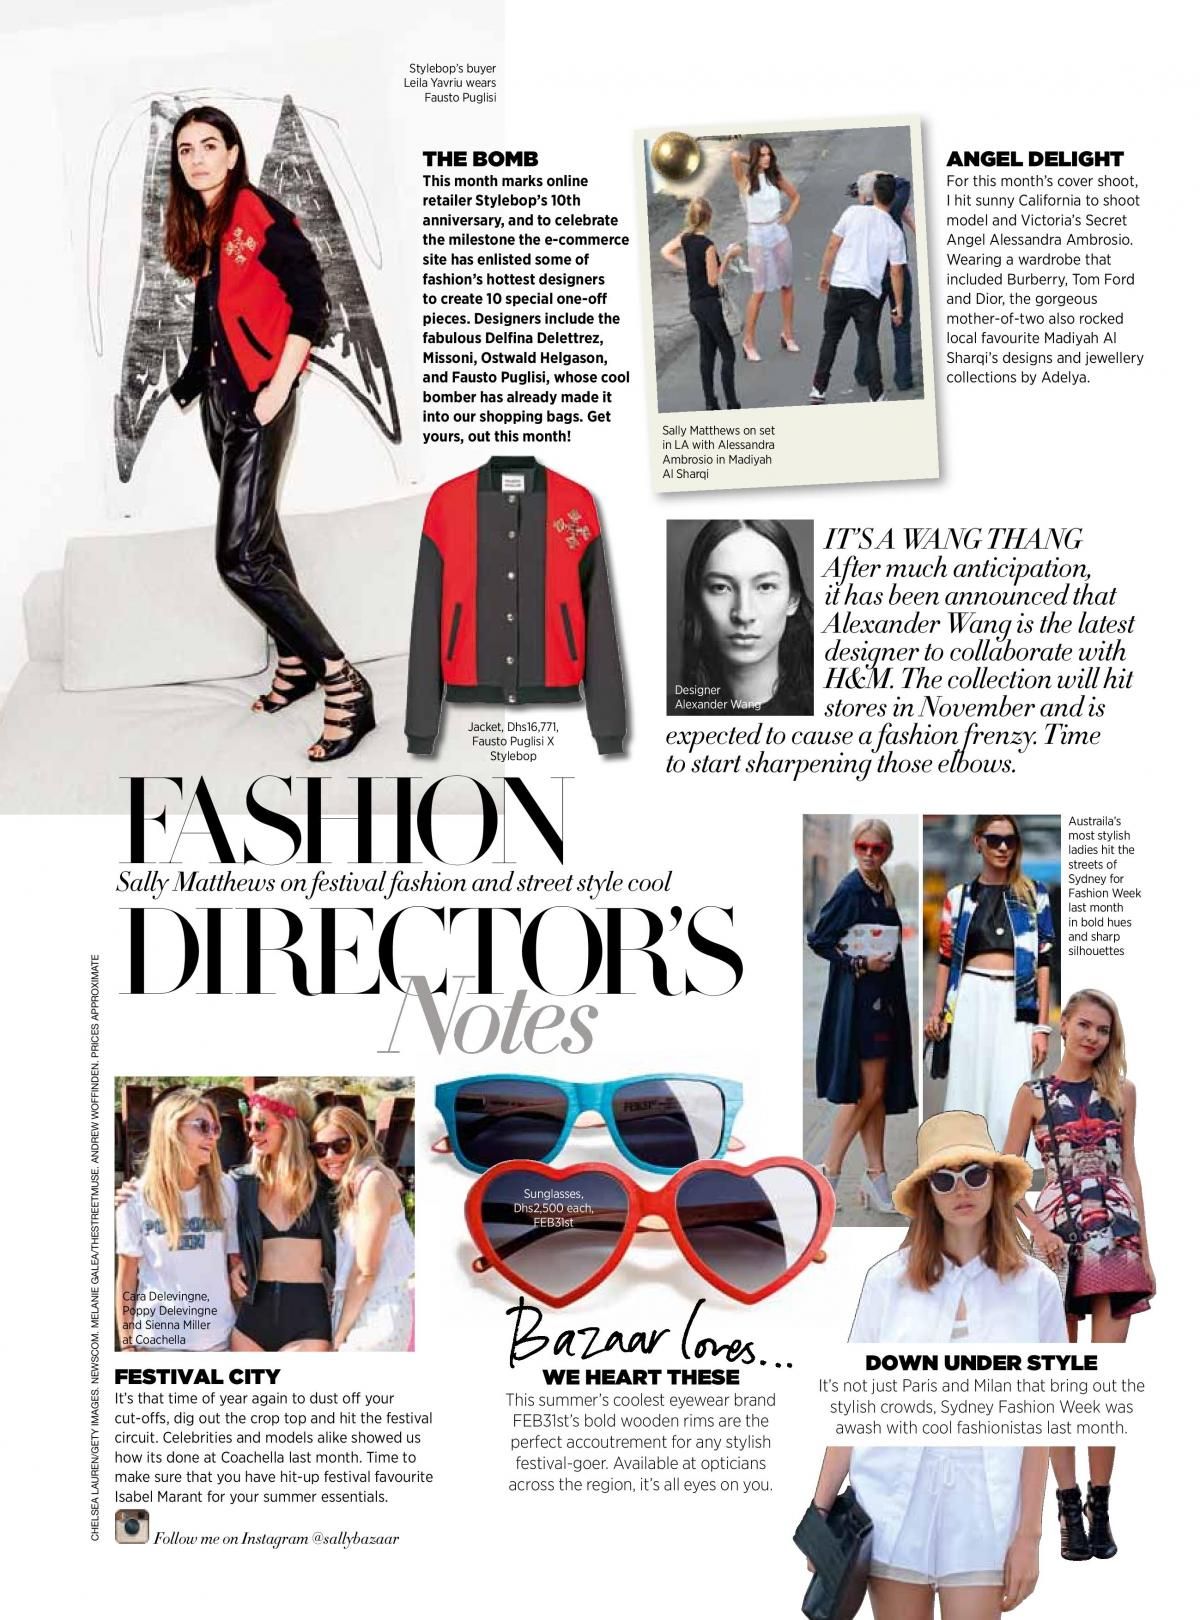 Stylebop's buyer
Leila Yavriu wears
Fausto Puglisi
THE BOMB
This month marks online
retailer Stylebop's 10th
anniversary, and to celebrate
the milestone the e-commerce
site has enlisted some of
fashion's hottest designers
to create 10 special one-off
pieces. Designers include the
fabulous Delfina Delettrez,
Missoni, Ostwald Helgason,
and Fausto Puglisi, whose cool
bomber has already made it
into our shopping bags. Get
yours, out this month!
Jacket, Dhs16,771,
Fausto Puglisi X
Stylebop
Sally Matthews on set
in LA with Alessandra
Ambrosio in Madiyah
Al Sharqi
ANGEL DELIGHT
For this month's cover shoot,
I hit sunny California to shoot
model and Victoria's Secret
Angel Alessandra Ambrosio.
Wearing a wardrobe that
included Burberry, Tom Ford
and Dior, the gorgeous
mother-of-two also rocked
local favourite Madiyah Al
Sharqi's designs and jewellery
collections by Adelya.
Designer
Alexander Wang
IT'S A WANG THANG
After much anticipation,
it has been announced that
Alexander Wang is the latest
designer to collaborate with
H&M. The collection will hit
stores in November and is
expected to cause a fashion frenzy. Time
to start sharpening those elbows.
FASHION
Sally Matthews on festival fashion and street style cool
DIRECTOR'S
Notes
Austraila's
most stylish
ladies hit the
streets of
Sydney for
Fashion Week
last month
in bold hues
and sharp
silhouettes
CHELSEA LAUREN/GETY IMAGES. NEWSCOM. MELANIE GALEA/THESTREETMUSE. ANDREW WOFFINDEN. PRICES APPROXIMATE
Cara Delevingne,
Poppy Delevingne
and Sienna Miller
at Coachella
FESTIVAL CITY
It's that time of year again to dust off your
cut-offs, dig out the crop top and hit the festival
circuit. Celebrities and models alike showed us
how its done at Coachella last month. Time to
make sure that you have hit-up festival favourite
Isabel Marant for your summer essentials.
Follow me on Instagram @sallybazaar
FEB31st
Sunglasses,
Dhs2,500 each,
FEB31st
Bazaar loves...
WE HEART THESE
This summer's coolest eyewear brand
FEB31st's bold wooden rims are the
perfect accoutrement for any stylish
festival-goer. Available at opticians
across the region, it's all eyes on you.
DOWN UNDER STYLE
It's not just Paris and Milan that bring out the
stylish crowds, Sydney Fashion Week was
awash with cool fashionistas last month.